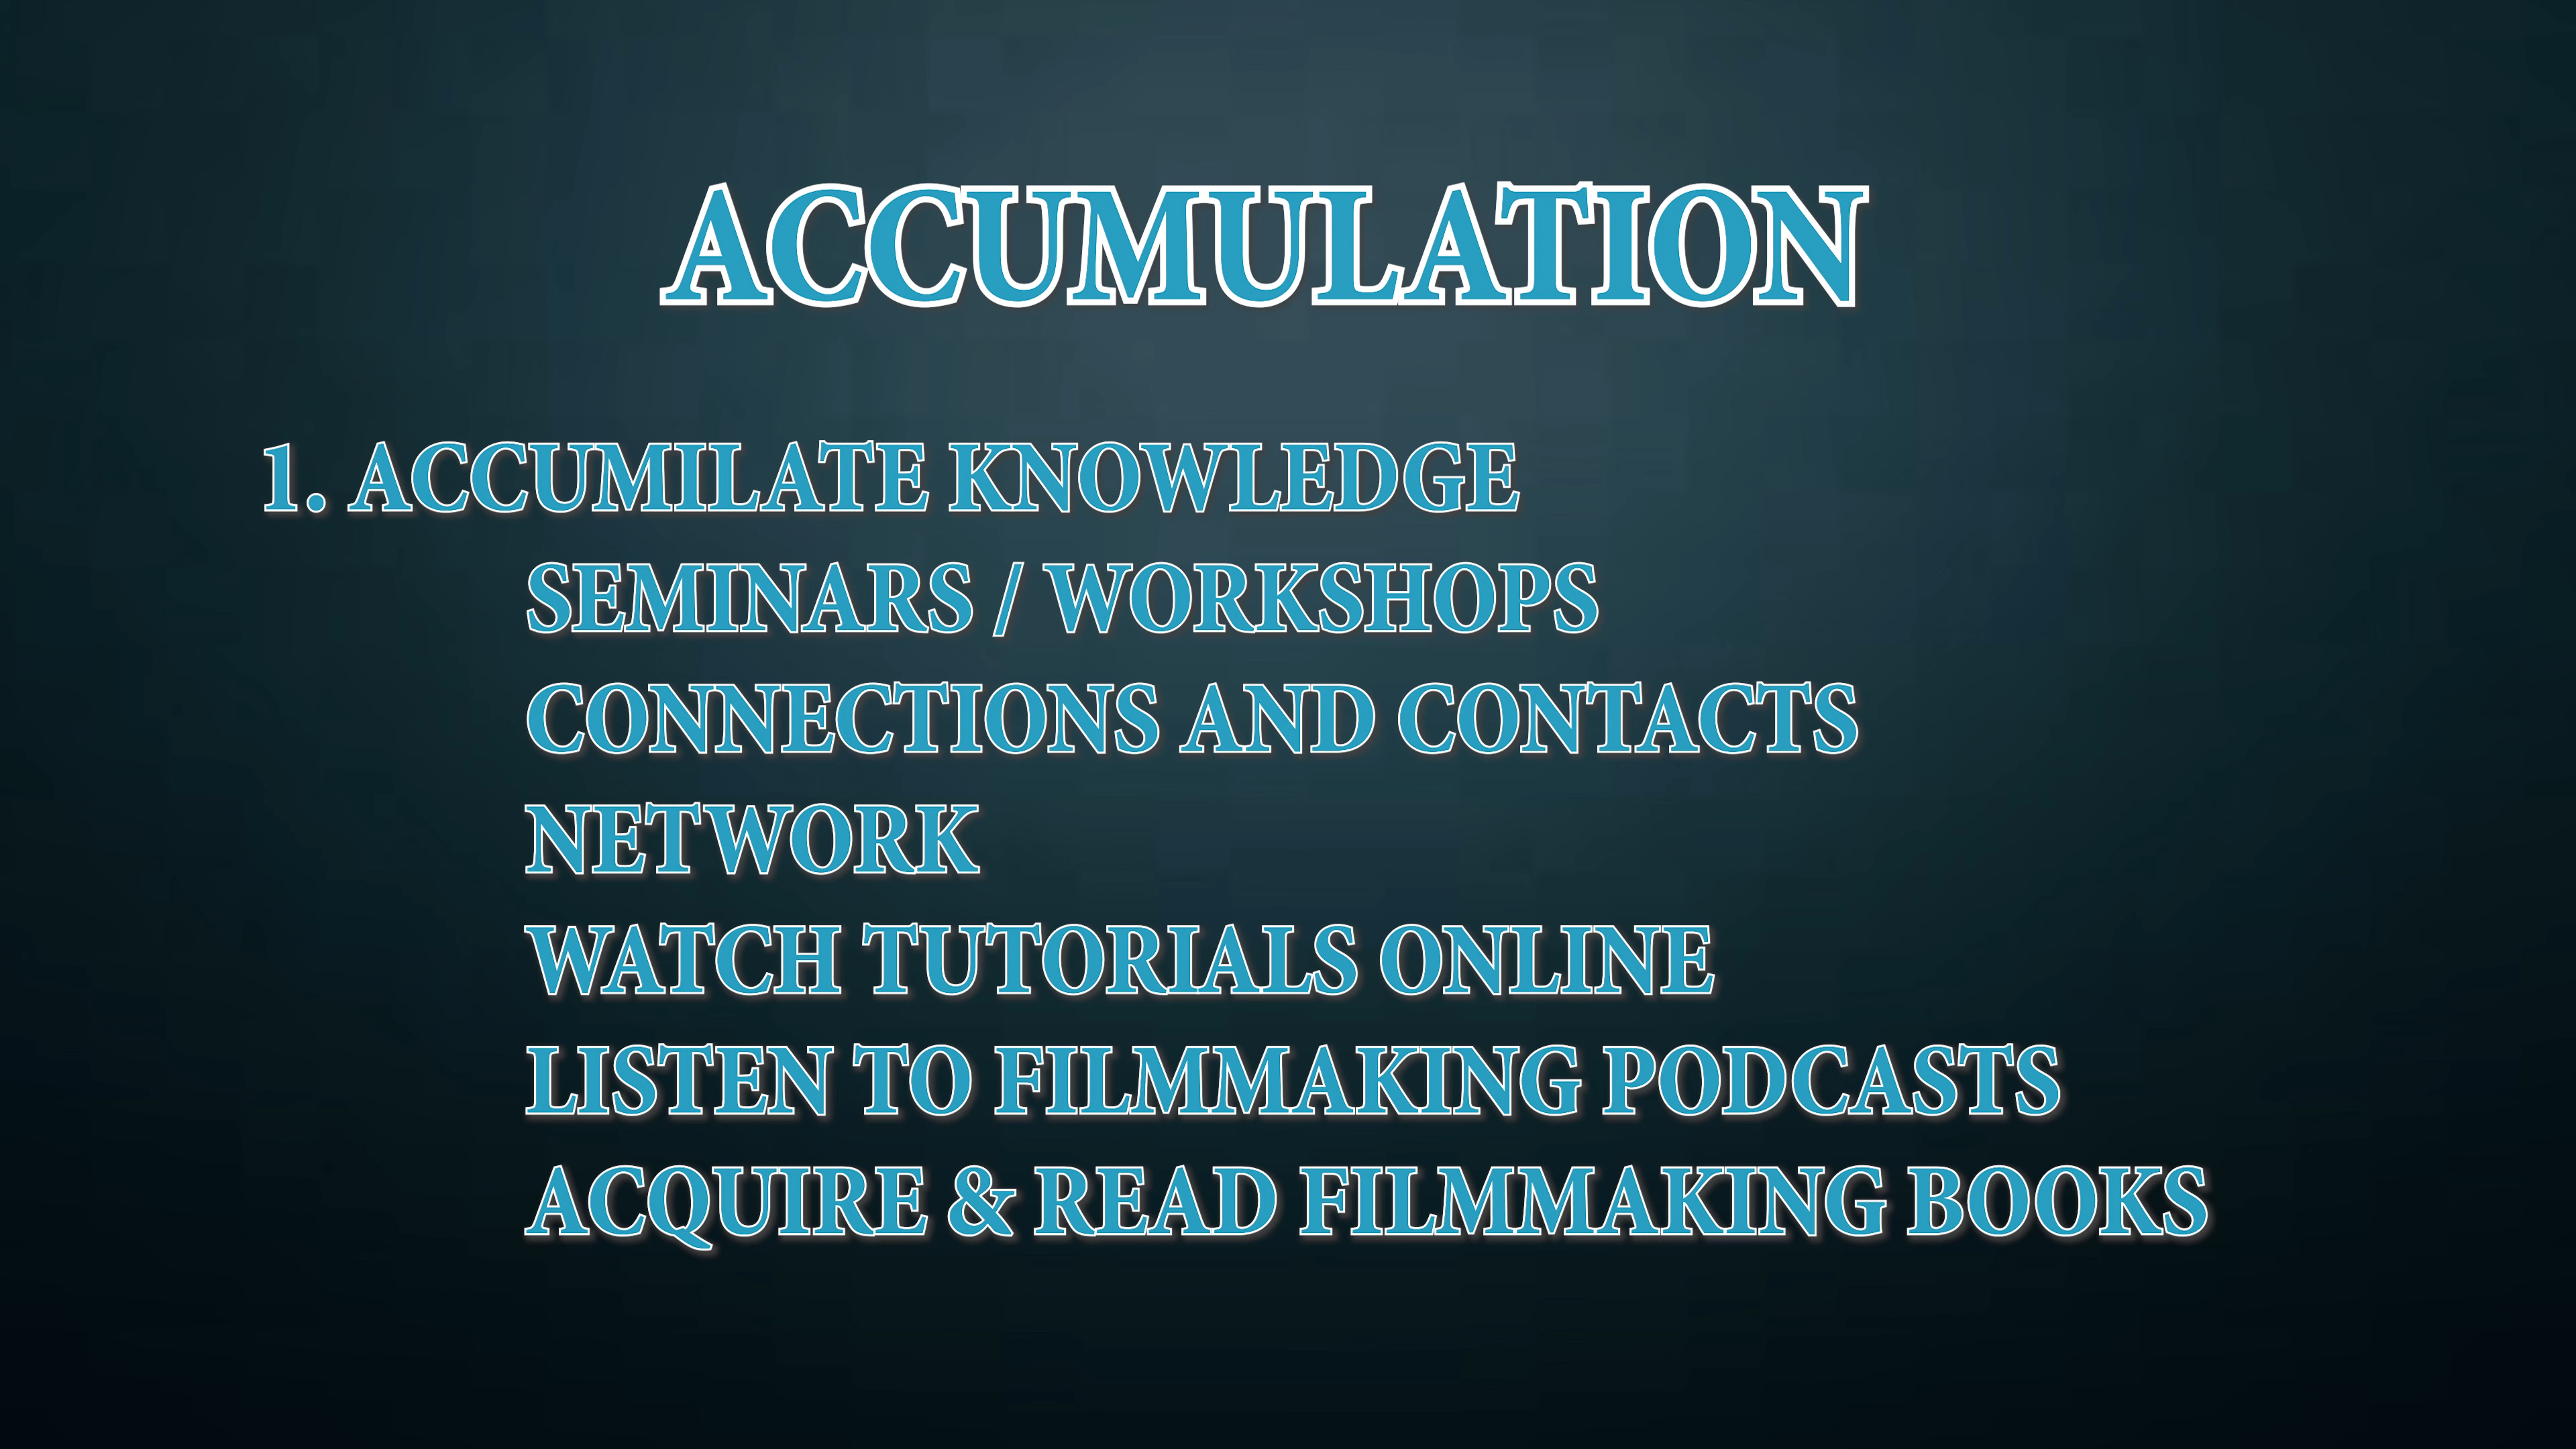 ACCUMULATION
1. ACCUMILATE KNOWLEDGE
SEMINARS / WORKSHOPS
CONNECTIONS AND CONTACTS
NETWORK
WATCH TUTORIALS ONLINE
LISTEN TO FILMMAKING PODCASTS
ACQUIRE & READ FILMMAKING BOOKS